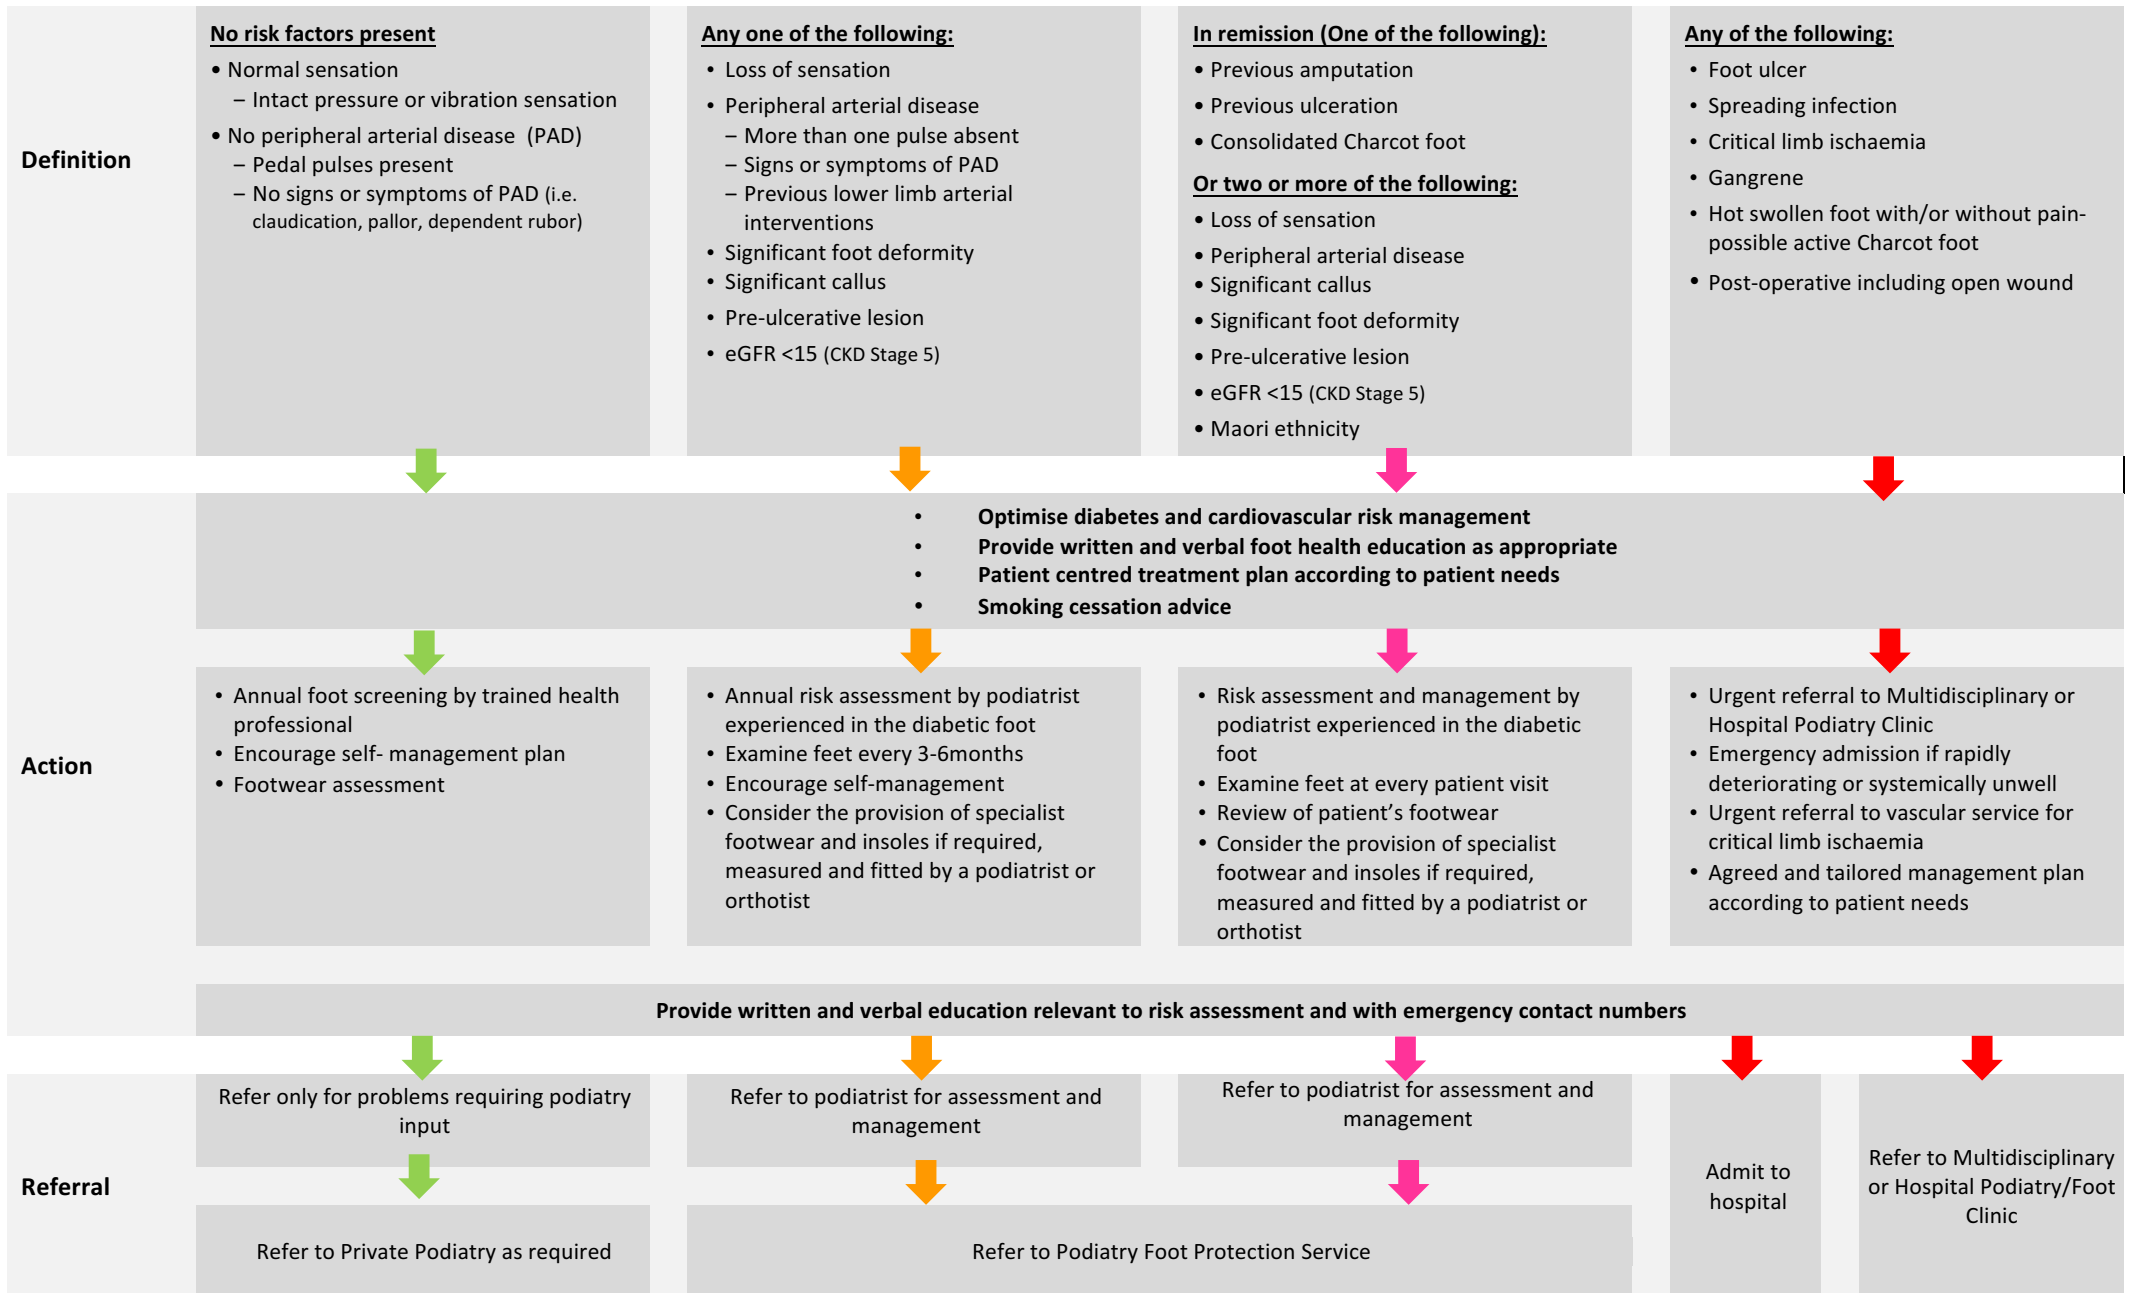 Definition
No risk factors present
• Normal sensation
– Intact pressure or vibration sensation
• No peripheral arterial disease (PAD)
– Pedal pulses present
– No signs or symptoms of PAD (i.e.
claudication, pallor, dependent rubor)
Any one of the following:
• Loss of sensation
• Peripheral arterial disease
– More than one pulse absent
– Signs or symptoms of PAD
– Previous lower limb arterial
interventions
• Significant foot deformity
• Significant callus
• Pre-ulcerative lesion
• eGFR <15 (CKD Stage 5)
In remission (One of the following):
• Previous amputation
• Previous ulceration
• Consolidated Charcot foot
Or two or more of the following:
• Loss of sensation
• Peripheral arterial disease
• Significant callus
• Significant foot deformity
• Pre-ulcerative lesion
• eGFR <15 (CKD Stage 5)
• Maori ethnicity
Any of the following:
• Foot ulcer
• Spreading infection
• Critical limb ischaemia
• Gangrene
• Hot swollen foot with/or without pain-
possible active Charcot foot
• Post-operative including open wound
Action
• Optimise diabetes and cardiovascular risk management
• Provide written and verbal foot health education as appropriate
• Patient centred treatment plan according to patient needs
• Smoking cessation advice
• Annual foot screening by trained health
professional
• Encourage self- management plan
• Footwear assessment
• Annual risk assessment by podiatrist
experienced in the diabetic foot
• Examine feet every 3-6months
• Encourage self-management
• Consider the provision of specialist
footwear and insoles if required,
measured and fitted by a podiatrist or
orthotist
• Risk assessment and management by
podiatrist experienced in the diabetic
foot
• Examine feet at every patient visit
• Review of patient’s footwear
• Consider the provision of specialist
footwear and insoles if required,
measured and fitted by a podiatrist or
orthotist
• Urgent referral to Multidisciplinary or
Hospital Podiatry Clinic
• Emergency admission if rapidly
deteriorating or systemically unwell
• Urgent referral to vascular service for
critical limb ischaemia
• Agreed and tailored management plan
according to patient needs
Provide written and verbal education relevant to risk assessment and with emergency contact numbers
Referral
Refer only for problems requiring podiatry
input
Refer to Private Podiatry as required
Refer to podiatrist for assessment and
management
Refer to podiatrist for assessment and
management
Refer to Podiatry Foot Protection Service
Admit to
hospital
Refer to Multidisciplinary
or Hospital Podiatry/Foot
Clinic